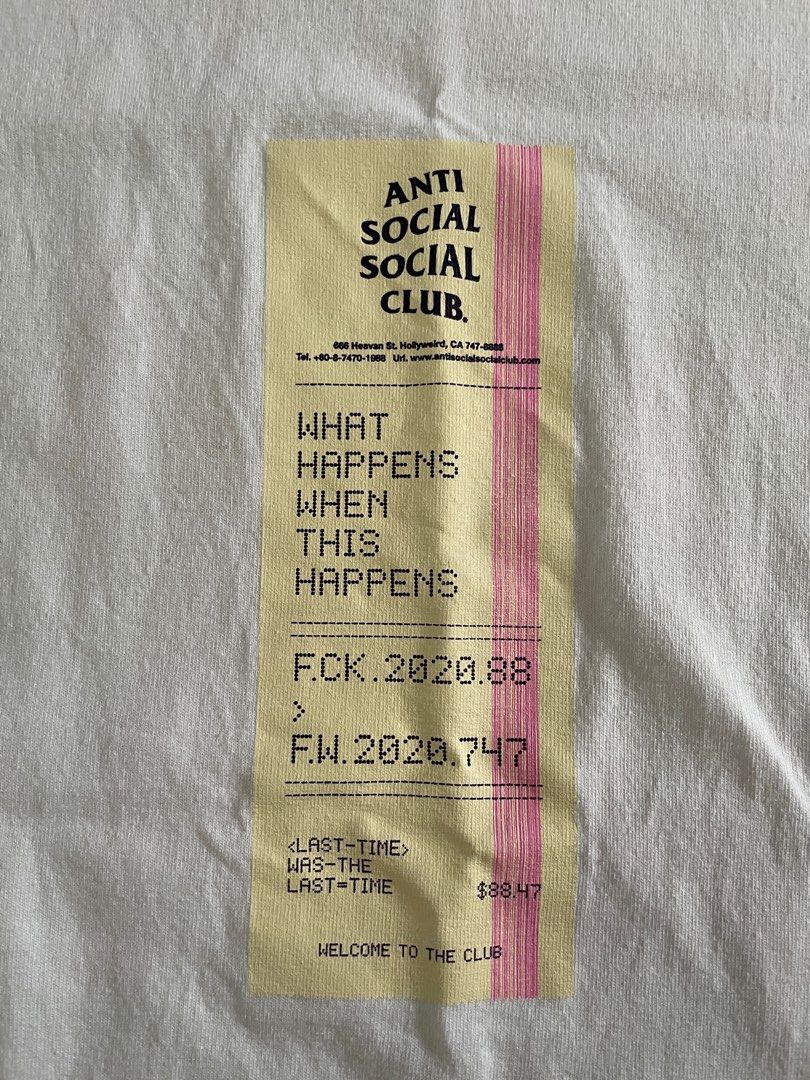 ANTI
SOCIAL
SOCIAL
CLUB.
666 Heavan St. Hollyweird, CA 747-8888
Tel. +60-8-7470-1988 Url. www.antisocialsocialclub.com
WHAT
HAPPENS
WHEN
THIS
HAPPENS
F.CK.2020.88
>
F.W.2020.747
<LAST-TIME>
WAS-THE
LAST=TIME $88.47
WELCOME TO THE CLUB